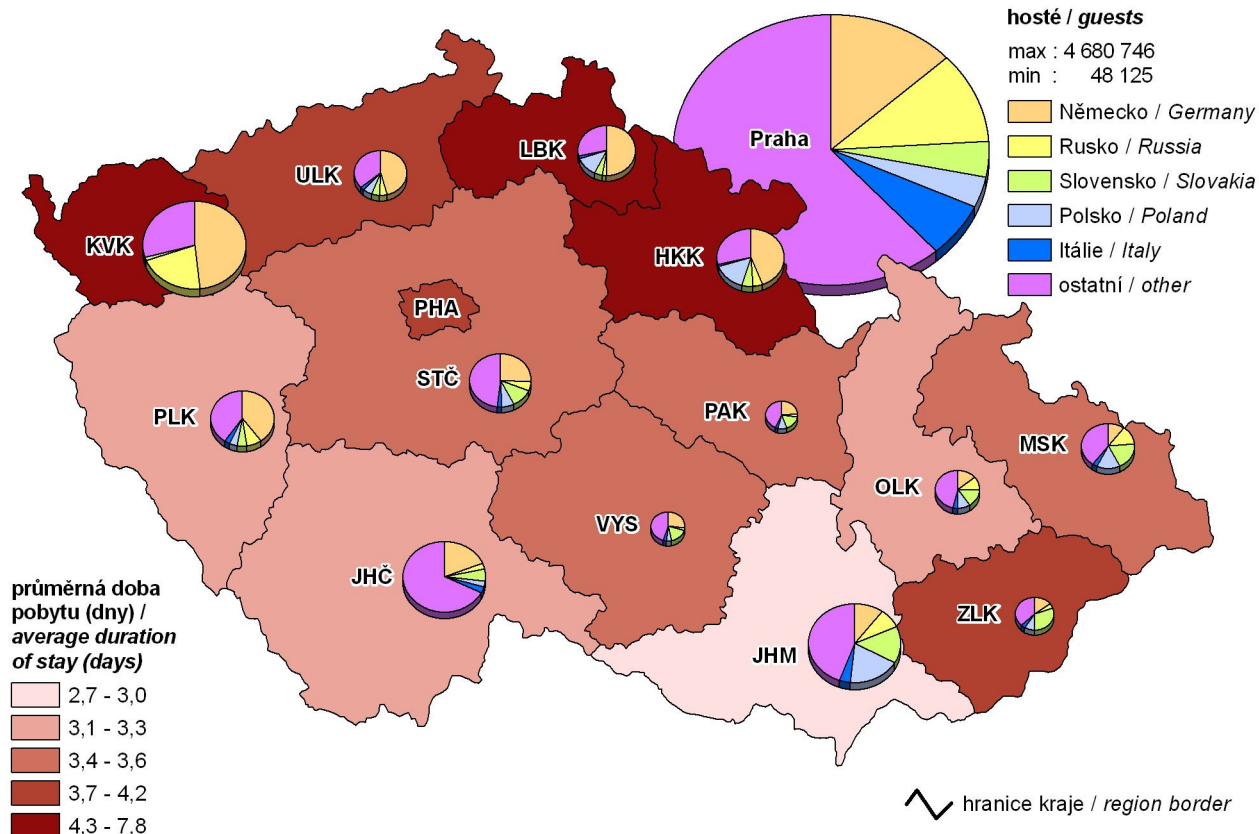 hosté / guests
max : 4 680 746
min : 48 125
Německo / Germany
Rusko / Russia
Slovensko / Slovakia
Polsko / Poland
Itálie / Italy
ostatní / other
Praha
LBK
ULK
KVK
HKK
PHA
STČ
PLK
PAK
MSK
OLK
VYS
JHČ
ZLK
JHM
průměrná doba
pobytu (dny) /
average duration
of stay (days)
2,7 - 3,0
3,1 - 3,3
3,4 - 3,6
3,7 - 4,2
4,3 - 7,8
hranice kraje / region border